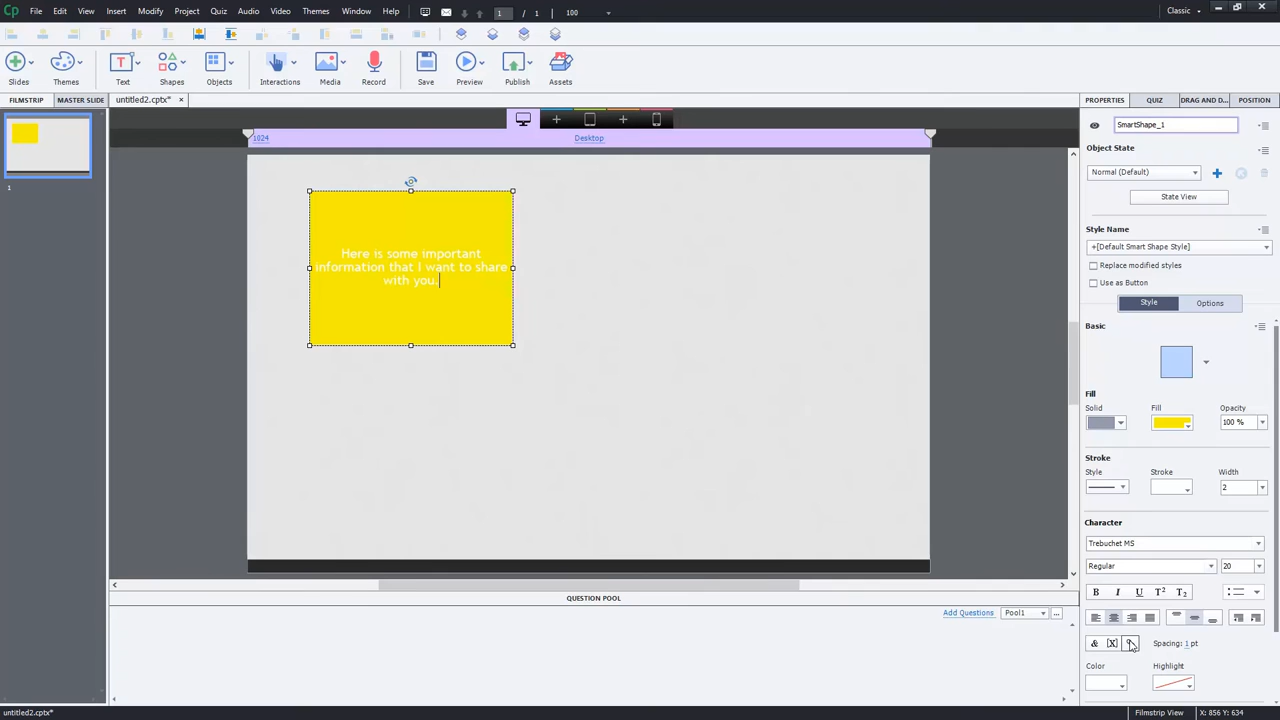 Cp File Edit View Insert Modify Project Quiz Audio Video Themes Window Help 1 / 1 100 Classic
Slides Themes Text Shapes Objects Interactions Media Record Save Preview Publish Assets
FILMSTRIP MASTER SLIDE untitled2.cptx* × PROPERTIES QUIZ DRAG AND D... POSITION
1024 Desktop
SmartShape_1
Object State
Normal (Default)
State View
1
Style Name
+[Default Smart Shape Style]
Replace modified styles
Use as Button
Style Options
Here is some important
information that I want to share
with you.
Basic
Fill
Solid Fill Opacity
100 %
Stroke
Style Stroke Width
2
Character
Trebuchet MS
Regular 20
B I U T² T₂
& [X] Spacing: 1 pt
Color Highlight
QUESTION POOL
Add Questions Pool1 ...
untitled2.cptx* Filmstrip View X: 856 Y: 634